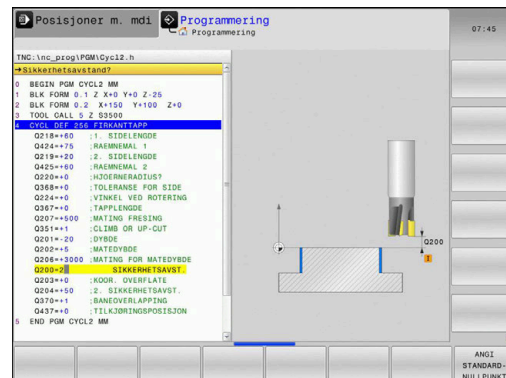 Posisjoner m. mdi
Programmering
Programmering
07:45
TNC:\nc_prog\PGM\Cycl2.h
→Sikkerhetsavstand?
0 BEGIN PGM CYCL2 MM
1 BLK FORM 0.1 Z X+0 Y+0 Z-25
2 BLK FORM 0.2 X+150 Y+100 Z+0
3 TOOL CALL 5 Z S3500
4 CYCL DEF 256 FIRKANTTAPP
Q218=+60 ;1. SIDELENGDE
Q424=+75 ;RAEMNEMAL 1
Q219=+20 ;2. SIDELENGDE
Q425=+60 ;RAEMNEMAL 2
Q220=+0 ;HJOERNERADIUS?
Q368=+0 ;TOLERANSE FOR SIDE
Q224=+0 ;VINKEL VED ROTERING
Q367=+0 ;TAPPLENGDE
Q207=+500 ;MATING FRESING
Q351=+1 ;CLIMB OR UP-CUT
Q201=-20 ;DYBDE
Q202=+5 ;MATEDYBDE
Q206=+3000 ;MATING FOR MATEDYBDE
Q200=2 SIKKERHETSAVST.
Q203=+0 ;KOOR. OVERFLATE
Q204=+50 ;2. SIKKERHETSAVST.
Q370=+1 ;BANEOVERLAPPING
Q437=+0 ;TILKJØRINGSPOSISJON
5 END PGM CYCL2 MM
Q200
I
ANGI
STANDARD-
NULLPUNKT